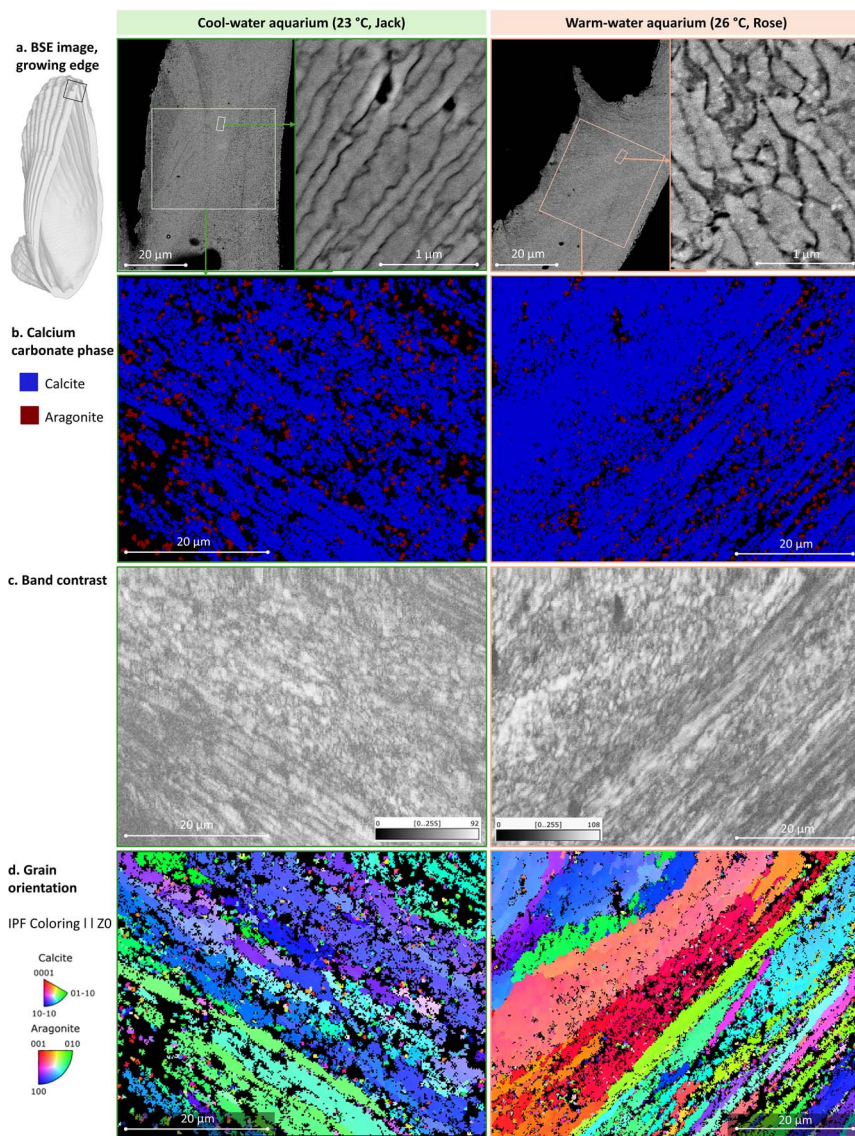 Cool-water aquarium (23 °C, Jack)
Warm-water aquarium (26 °C, Rose)
a. BSE image,
growing edge
20 µm
1 µm
20 µm
1 µm
b. Calcium
carbonate phase
Calcite
Aragonite
20 µm
20 µm
c. Band contrast
20 µm
0 [0..255] 92
0 [0..255] 108
20 µm
d. Grain
orientation
IPF Coloring l l Z0
Calcite
0001
01-10
10-10
Aragonite
001 010
100
20 µm
20 µm